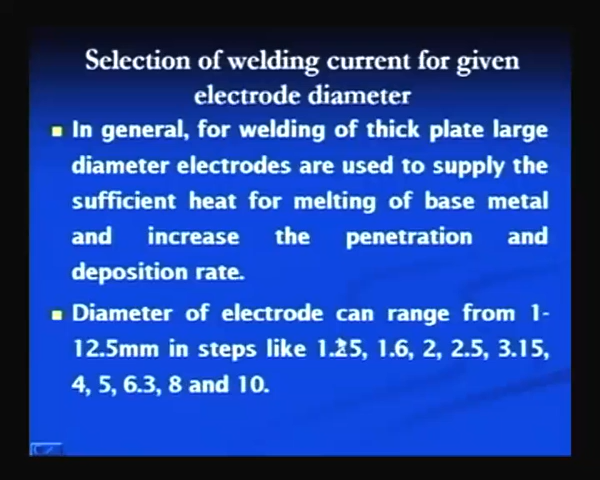 Selection of welding current for given
electrode diameter
In general, for welding of thick plate large
diameter electrodes are used to supply the
sufficient heat for melting of base metal
and increase the penetration and
deposition rate.
Diameter of electrode can range from 1-
12.5mm in steps like 1.25, 1.6, 2, 2.5, 3.15,
4, 5, 6.3, 8 and 10.